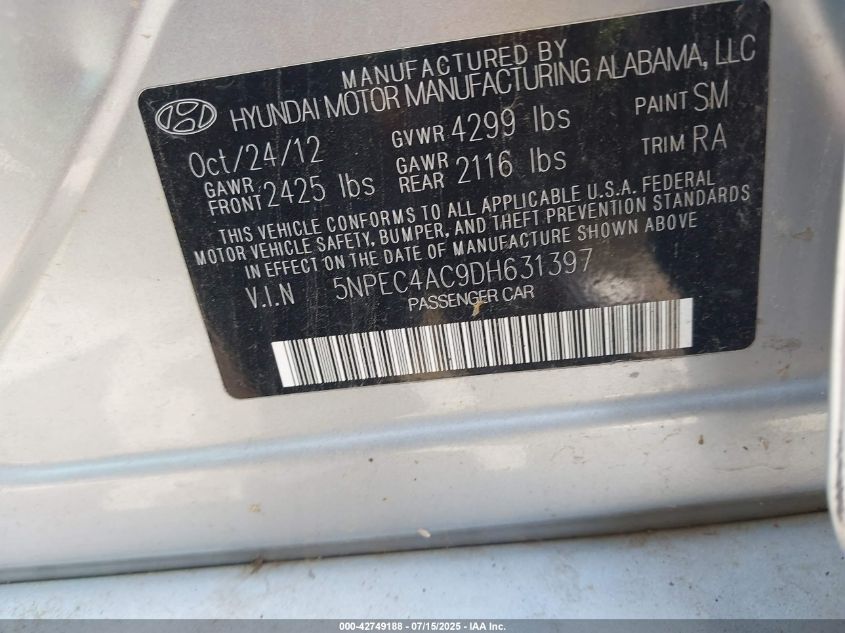 MANUFACTURED BY
HYUNDAI MOTOR MANUFACTURING ALABAMA, LLC
Oct/24/12 GVWR 4299 lbs PAINT SM
GAWR FRONT 2425 lbs GAWR REAR 2116 lbs TRIM RA
THIS VEHICLE CONFORMS TO ALL APPLICABLE U.S.A. FEDERAL
MOTOR VEHICLE SAFETY, BUMPER, AND THEFT PREVENTION STANDARDS
IN EFFECT ON THE DATE OF MANUFACTURE SHOWN ABOVE
V.I.N 5NPEC4AC9DH631397
PASSENGER CAR
000-42749188 - 07/15/2025 - IAA Inc.